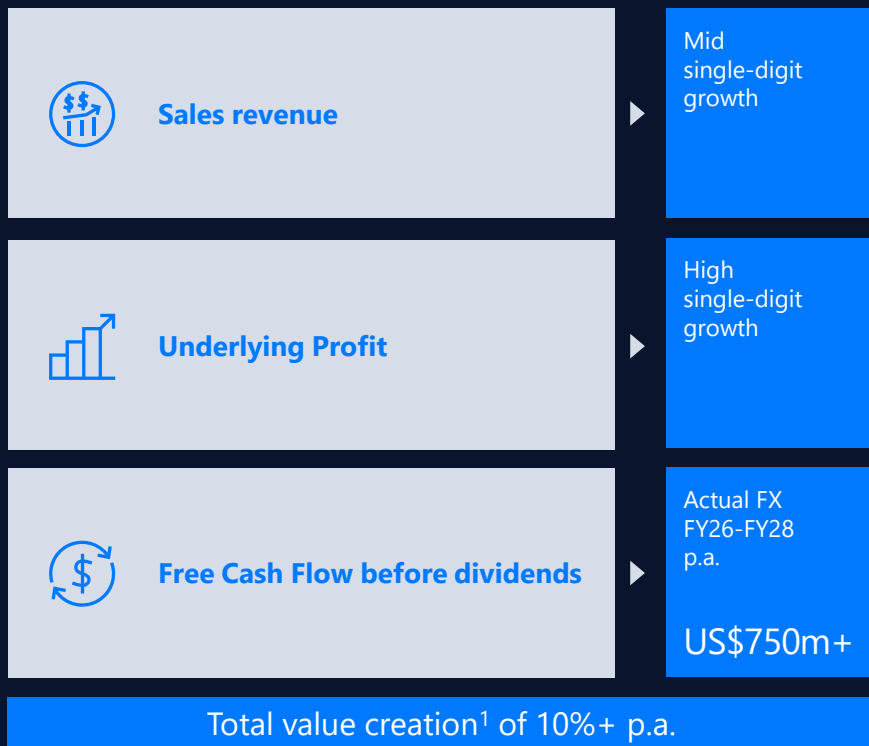 $$
Sales revenue
Mid
single-digit
growth
Underlying Profit
High
single-digit
growth
$
Free Cash Flow before dividends
Actual FX
FY26-FY28
p.a.
US$750m+
Total value creation¹ of 10%+ p.a.